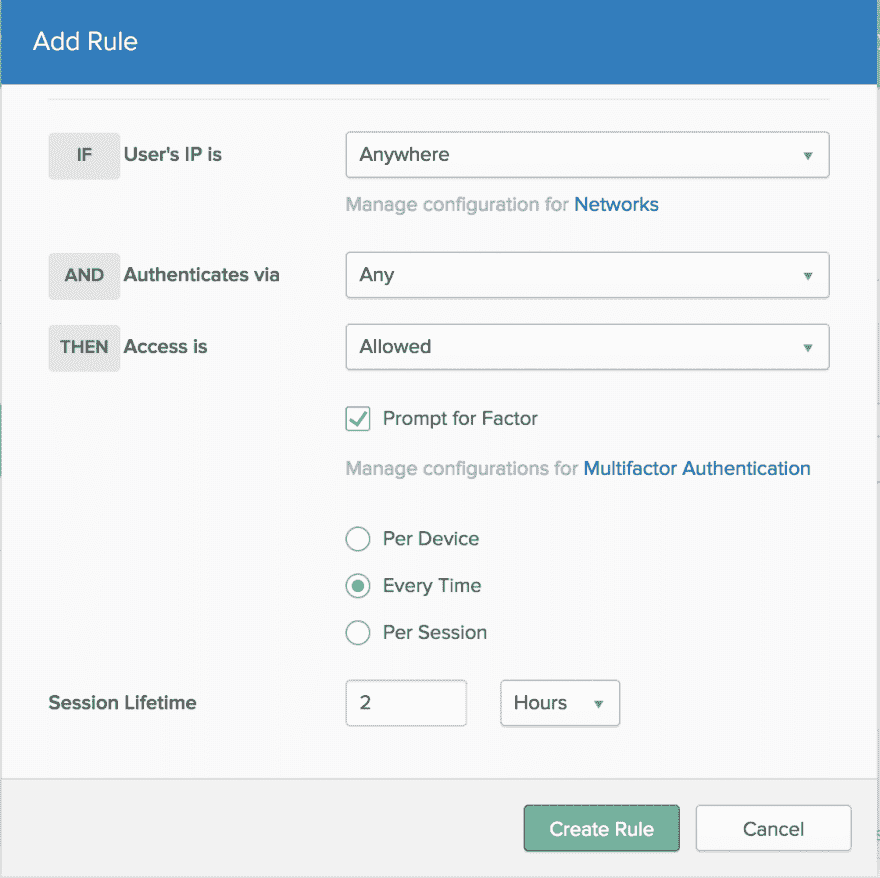 Add Rule
IF User's IP is Anywhere
Manage configuration for Networks
AND Authenticates via Any
THEN Access is Allowed
Prompt for Factor
Manage configurations for Multifactor Authentication
Per Device
Every Time
Per Session
Session Lifetime 2 Hours
Create Rule Cancel